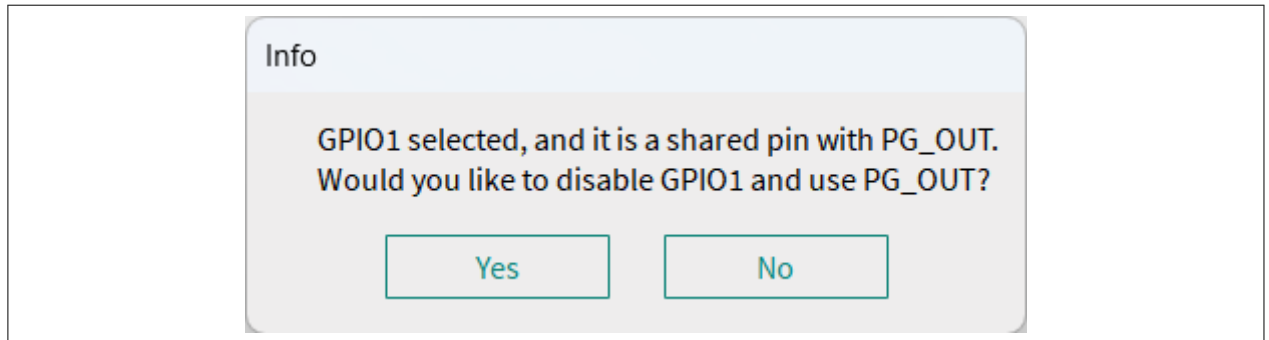 Info
GPIO1 selected, and it is a shared pin with PG_OUT.
Would you like to disable GPIO1 and use PG_OUT?
Yes
No